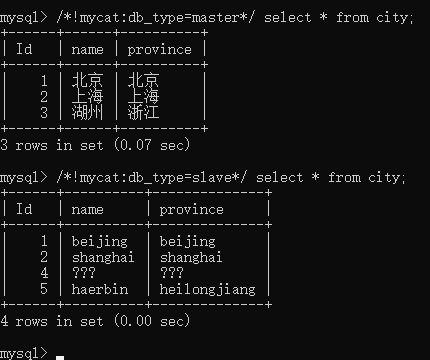 mysql> /*!mycat:db_type=master*/ select * from city;
+------+--------+----------+
| Id   | name   | province |
+------+--------+----------+
|    1 | 北京   | 北京     |
|    2 | 上海   | 上海     |
|    3 | 湖州   | 浙江     |
+------+--------+----------+
3 rows in set (0.07 sec)

mysql> /*!mycat:db_type=slave*/ select * from city;
+------+----------+--------------+
| Id   | name     | province     |
+------+----------+--------------+
|    1 | beijing  | beijing      |
|    2 | shanghai | shanghai     |
|    4 | ???      | ???          |
|    5 | haerbin  | heilongjiang |
+------+----------+--------------+
4 rows in set (0.00 sec)

mysql>